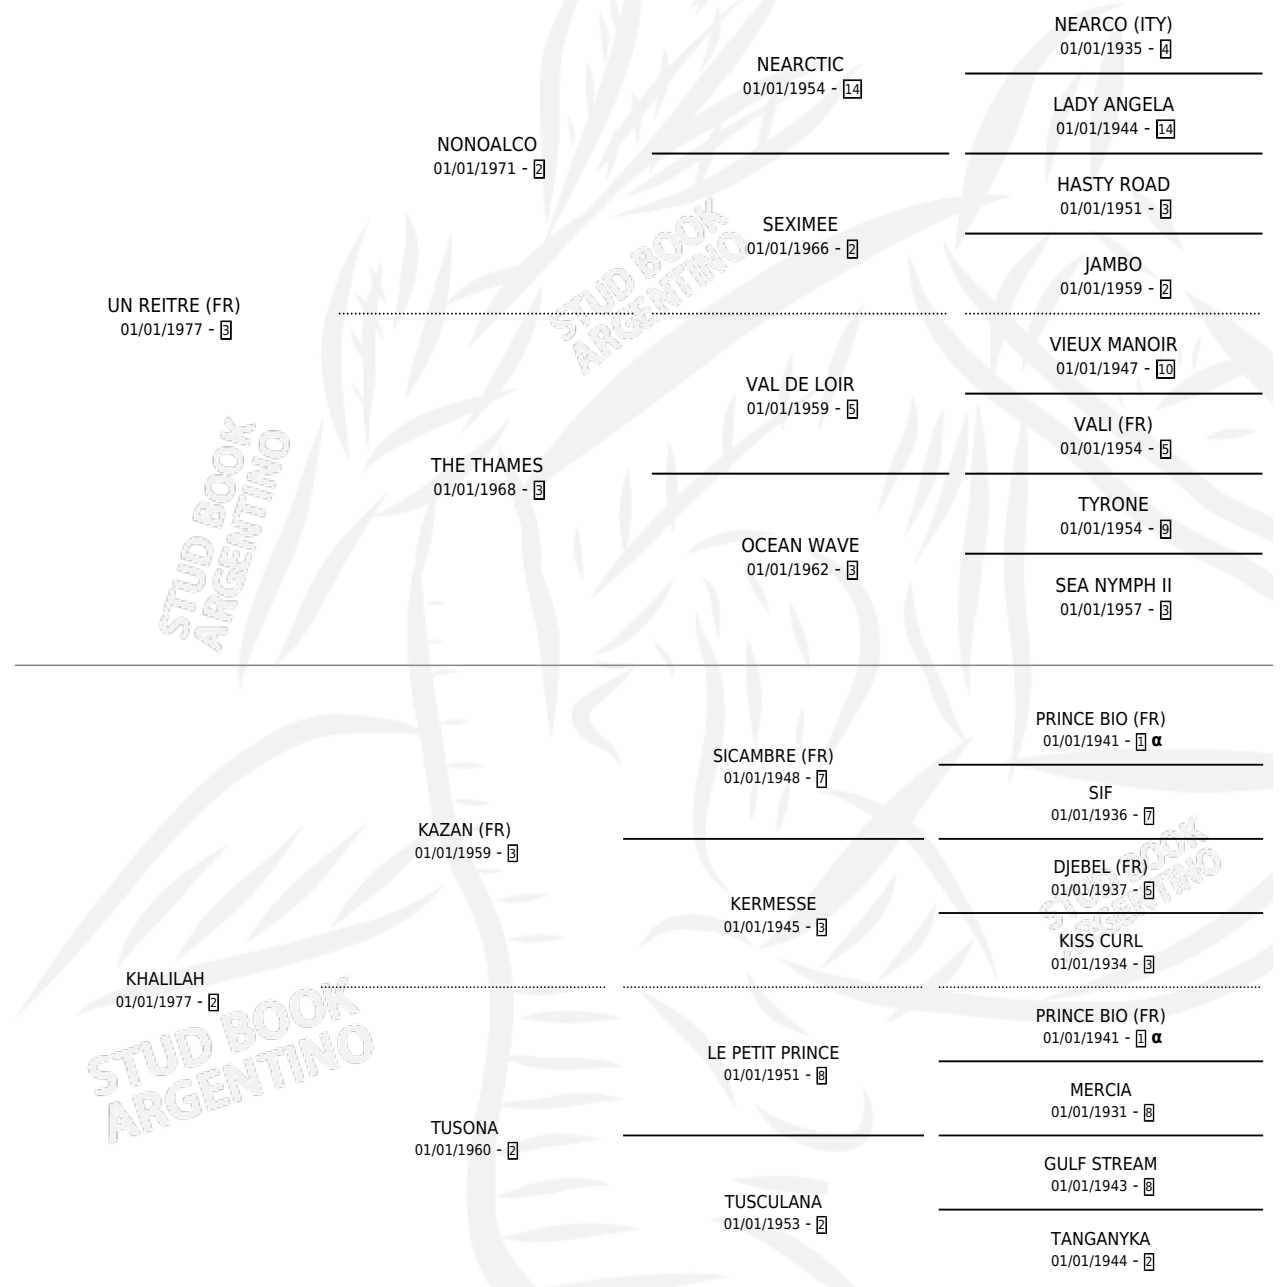 NEARCO (ITY)
01/01/1935 - 4
NEARCTIC
01/01/1954 - 14
LADY ANGELA
01/01/1944 - 14
NONOALCO
01/01/1971 - 2
HASTY ROAD
01/01/1951 - 3
SEXIMEE
01/01/1966 - 2
JAMBO
01/01/1959 - 2
UN REITRE (FR)
01/01/1977 - 3
VIEUX MANOIR
01/01/1947 - 10
VAL DE LOIR
01/01/1959 - 5
VALI (FR)
01/01/1954 - 5
THE THAMES
01/01/1968 - 3
TYRONE
01/01/1954 - 9
OCEAN WAVE
01/01/1962 - 3
SEA NYMPH II
01/01/1957 - 3
STUD BOOK
ARGENTINO
STUD BOOK
ARGENTINO
PRINCE BIO (FR)
01/01/1941 - 1 α
SICAMBRE (FR)
01/01/1948 - 7
SIF
01/01/1936 - 7
KAZAN (FR)
01/01/1959 - 3
DJEBEL (FR)
01/01/1937 - 5
KERMESSE
01/01/1945 - 3
KISS CURL
01/01/1934 - 3
KHALILAH
01/01/1977 - 2
PRINCE BIO (FR)
01/01/1941 - 1 α
LE PETIT PRINCE
01/01/1951 - 8
MERCIA
01/01/1931 - 8
TUSONA
01/01/1960 - 2
GULF STREAM
01/01/1943 - 8
TUSCULANA
01/01/1953 - 2
TANGANYKA
01/01/1944 - 2
STUD BOOK
ARGENTINO
STUD BOOK
ARGENTINO